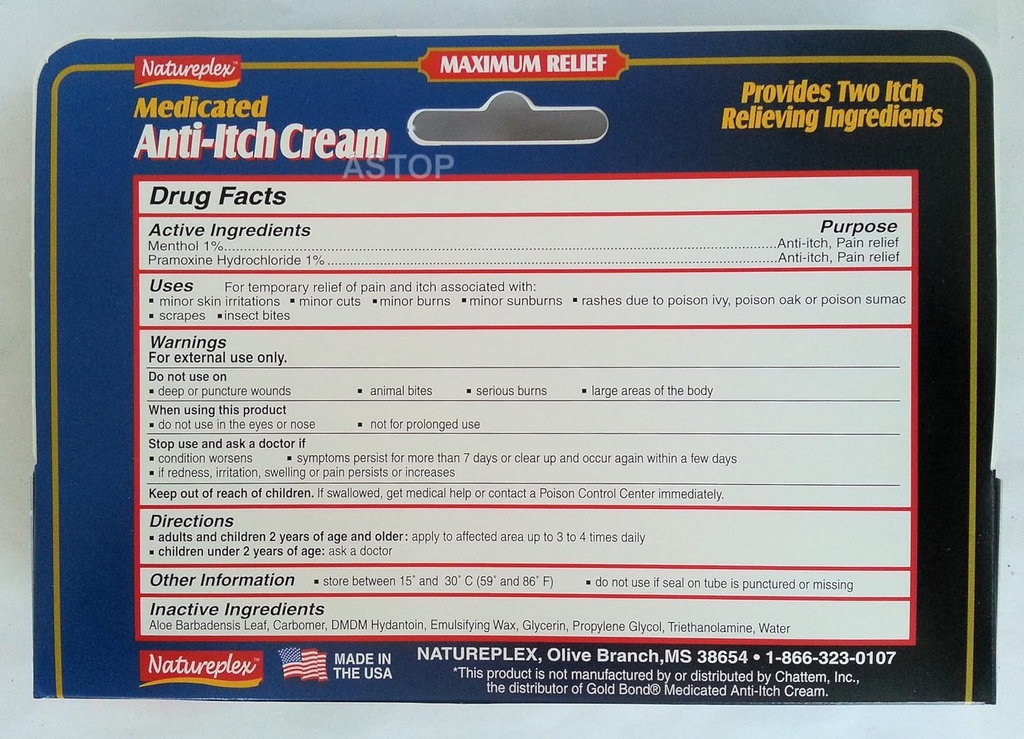 Natureplex™
MAXIMUM RELIEF
Medicated
Anti-Itch Cream
Provides Two Itch
Relieving Ingredients
ASTOP
Drug Facts
Active Ingredients Purpose
Menthol 1%..........Anti-itch, Pain relief
Pramoxine Hydrochloride 1%..........Anti-itch, Pain relief
Uses For temporary relief of pain and itch associated with:
▪ minor skin irritations ▪ minor cuts ▪ minor burns ▪ minor sunburns ▪ rashes due to poison ivy, poison oak or poison sumac
▪ scrapes ▪ insect bites
Warnings
For external use only.
Do not use on
▪ deep or puncture wounds ▪ animal bites ▪ serious burns ▪ large areas of the body
When using this product
▪ do not use in the eyes or nose ▪ not for prolonged use
Stop use and ask a doctor if
▪ condition worsens ▪ symptoms persist for more than 7 days or clear up and occur again within a few days
▪ if redness, irritation, swelling or pain persists or increases
Keep out of reach of children. If swallowed, get medical help or contact a Poison Control Center immediately.
Directions
▪ adults and children 2 years of age and older: apply to affected area up to 3 to 4 times daily
▪ children under 2 years of age: ask a doctor
Other Information ▪ store between 15° and 30° C (59° and 86° F) ▪ do not use if seal on tube is punctured or missing
Inactive Ingredients
Aloe Barbadensis Leaf, Carbomer, DMDM Hydantoin, Emulsifying Wax, Glycerin, Propylene Glycol, Triethanolamine, Water
Natureplex™
MADE IN
THE USA
NATUREPLEX, Olive Branch,MS 38654 • 1-866-323-0107
*This product is not manufactured by or distributed by Chattem, Inc.,
the distributor of Gold Bond® Medicated Anti-Itch Cream.